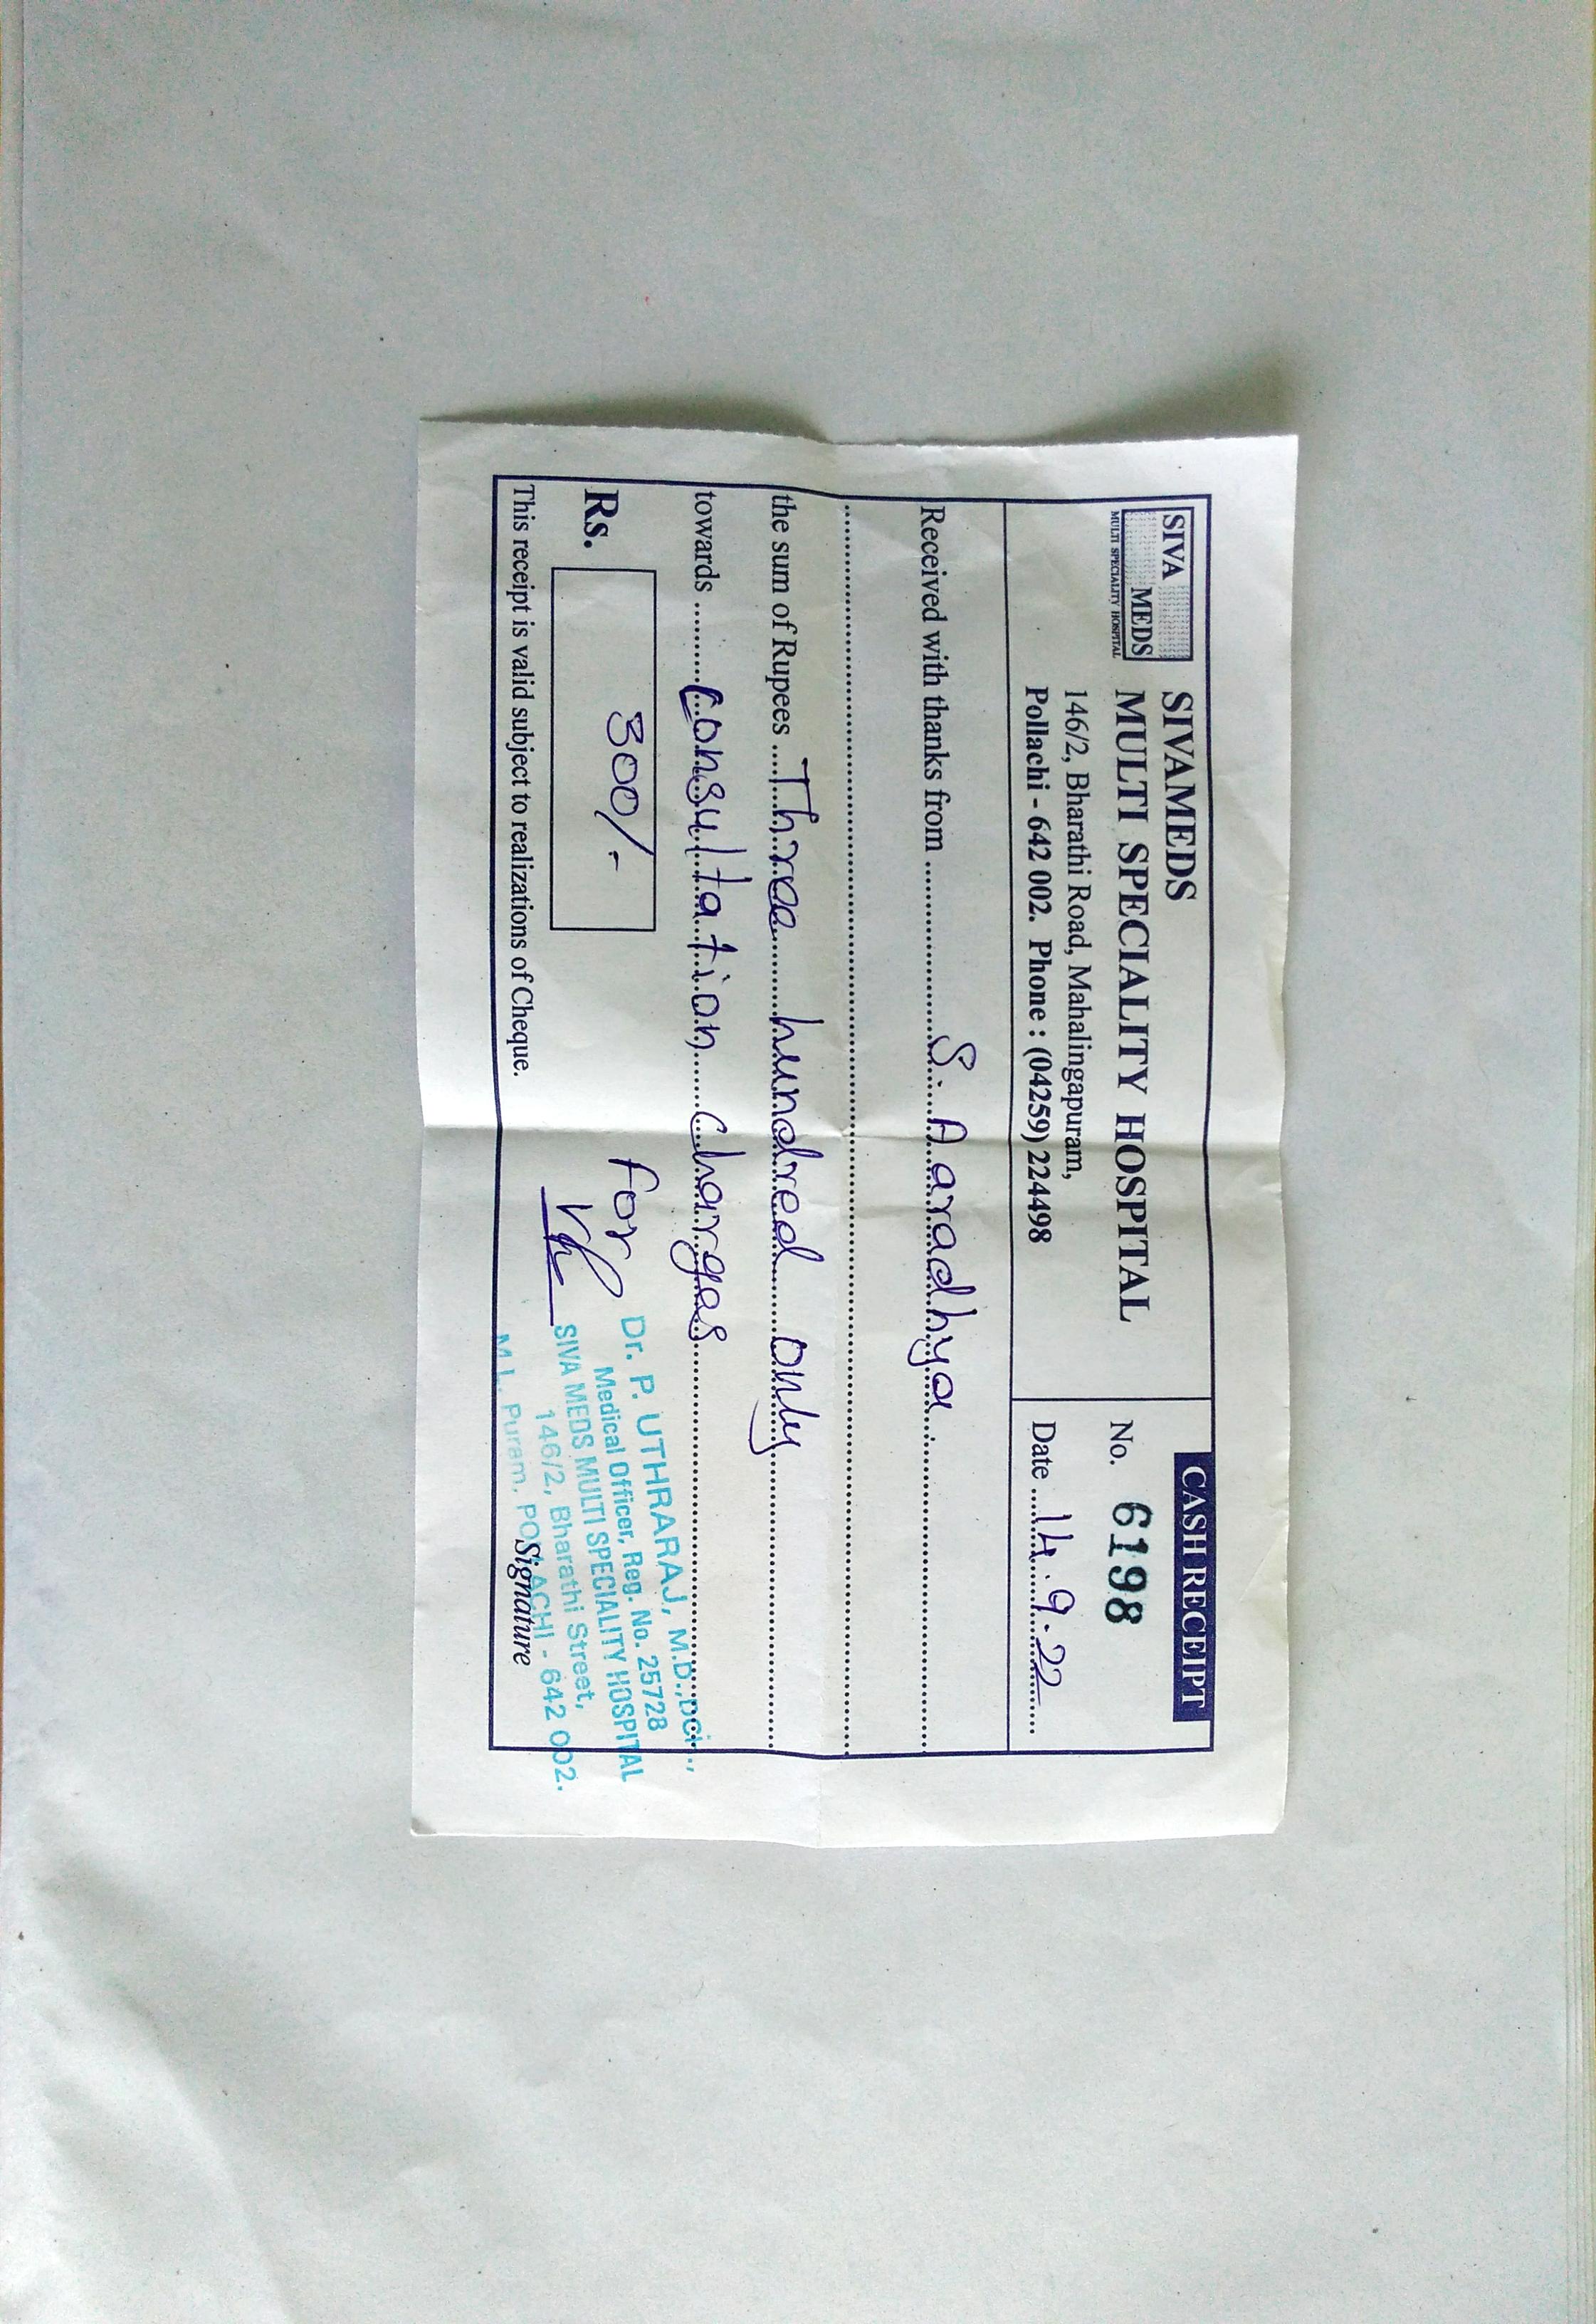 SIVA
MEDS
MULTI SPECIALITY HOSPITAL
SIVAMEDS
MULTI SPECIALITY HOSPITAL
146/2, Bharathi Road, Mahalingapuram,
Pollachi - 642 002. Phone : (04259) 224498
CASH RECEIPT
No. 6198
Date 14.9.22
Received with thanks from S. Aaradhya
the sum of Rupees Three hundred only
towards Consultation Charges
Rs. 300/-
for
Dr. P. UTHRARAJ, M.D.,DCH.,
Medical Officer, Reg. No. 25728
SIVA MEDS MULTI SPECIALITY HOSPITAL
146/2, Bharathi Street,
M.L. Puram, POLLACHI - 642 002.
Signature
This receipt is valid subject to realizations of Cheque.